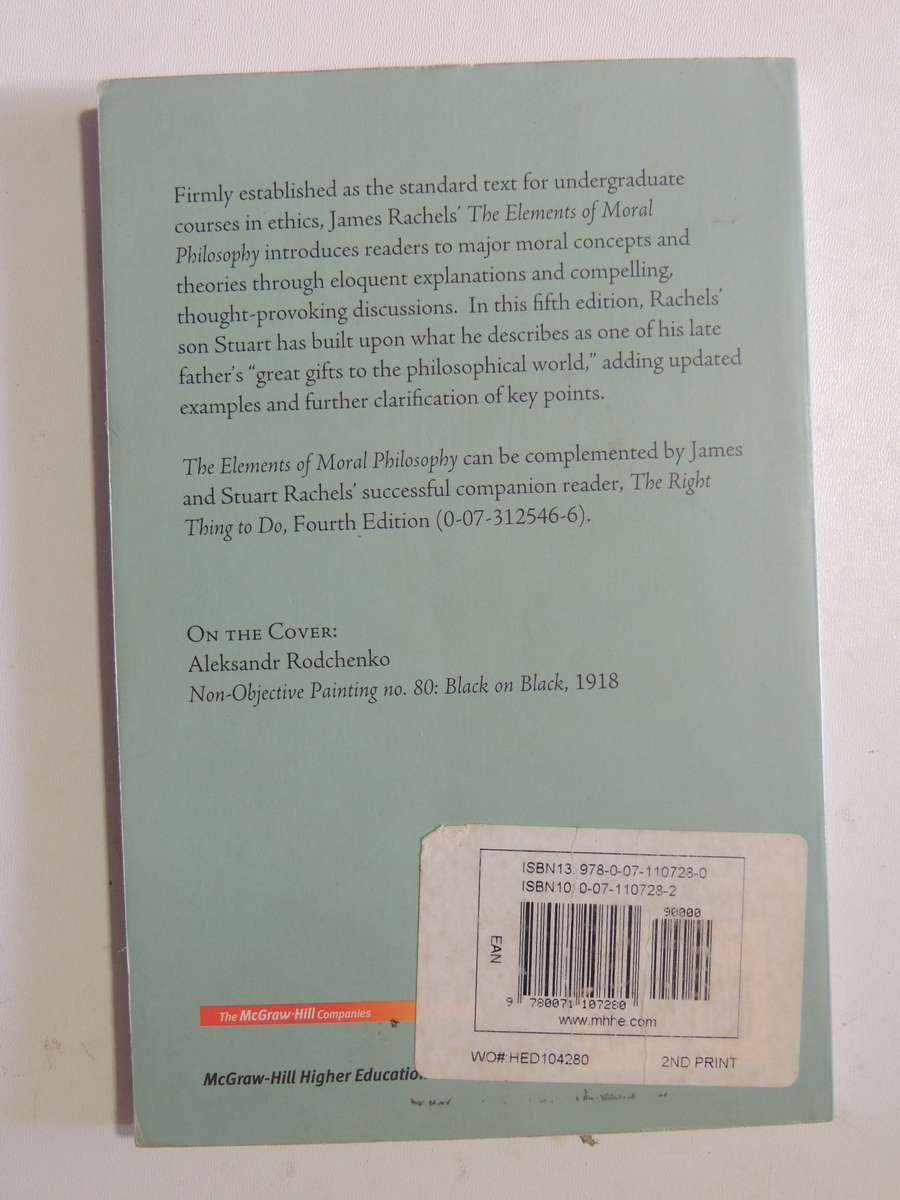 Firmly established as the standard text for undergraduate
courses in ethics, James Rachels' The Elements of Moral
Philosophy introduces readers to major moral concepts and
theories through eloquent explanations and compelling,
thought-provoking discussions. In this fifth edition, Rachels'
son Stuart has built upon what he describes as one of his late
father's “great gifts to the philosophical world,” adding updated
examples and further clarification of key points.
The Elements of Moral Philosophy can be complemented by James
and Stuart Rachels' successful companion reader, The Right
Thing to Do, Fourth Edition (0-07-312546-6).
ON THE COVER:
Aleksandr Rodchenko
Non-Objective Painting no. 80: Black on Black, 1918
ISBN13: 978-0-07-110728-0
ISBN10: 0-07-110728-2
90000
EAN
9 780071 107280
www.mhhe.com
WO#:HED104280 2ND PRINT
The McGraw-Hill Companies
McGraw-Hill Higher Education